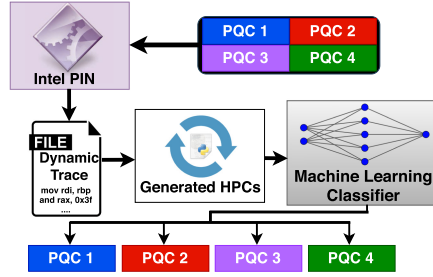 PQC 1 PQC 2
PQC 3 PQC 4
Intel PIN
FILE
Dynamic
Trace
mov rdi, rbp
and rax, 0x3f
....
Generated HPCs
Machine Learning
Classifier
PQC 1 PQC 2 PQC 3 PQC 4